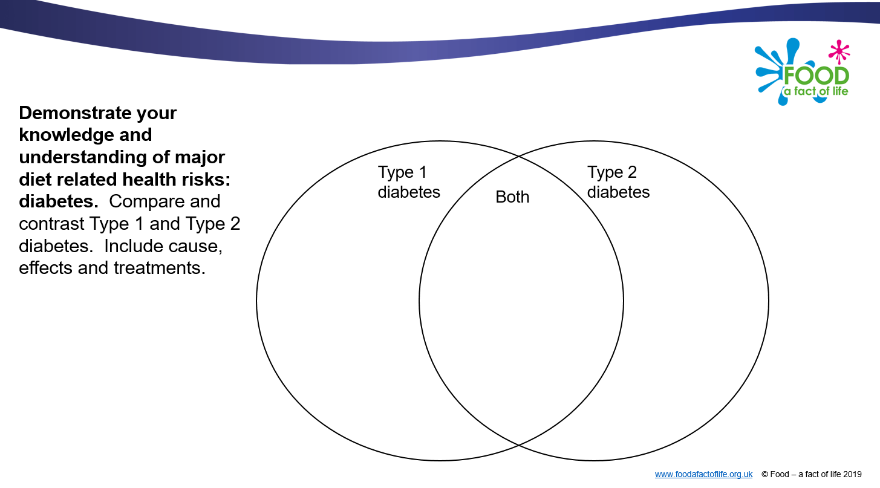 FOOD
a fact of life
Demonstrate your
knowledge and
understanding of major
diet related health risks:
diabetes.  Compare and
contrast Type 1 and Type 2
diabetes.  Include cause,
effects and treatments.
Type 1
diabetes
Both
Type 2
diabetes
www.foodafactoflife.org.uk   © Food – a fact of life 2019